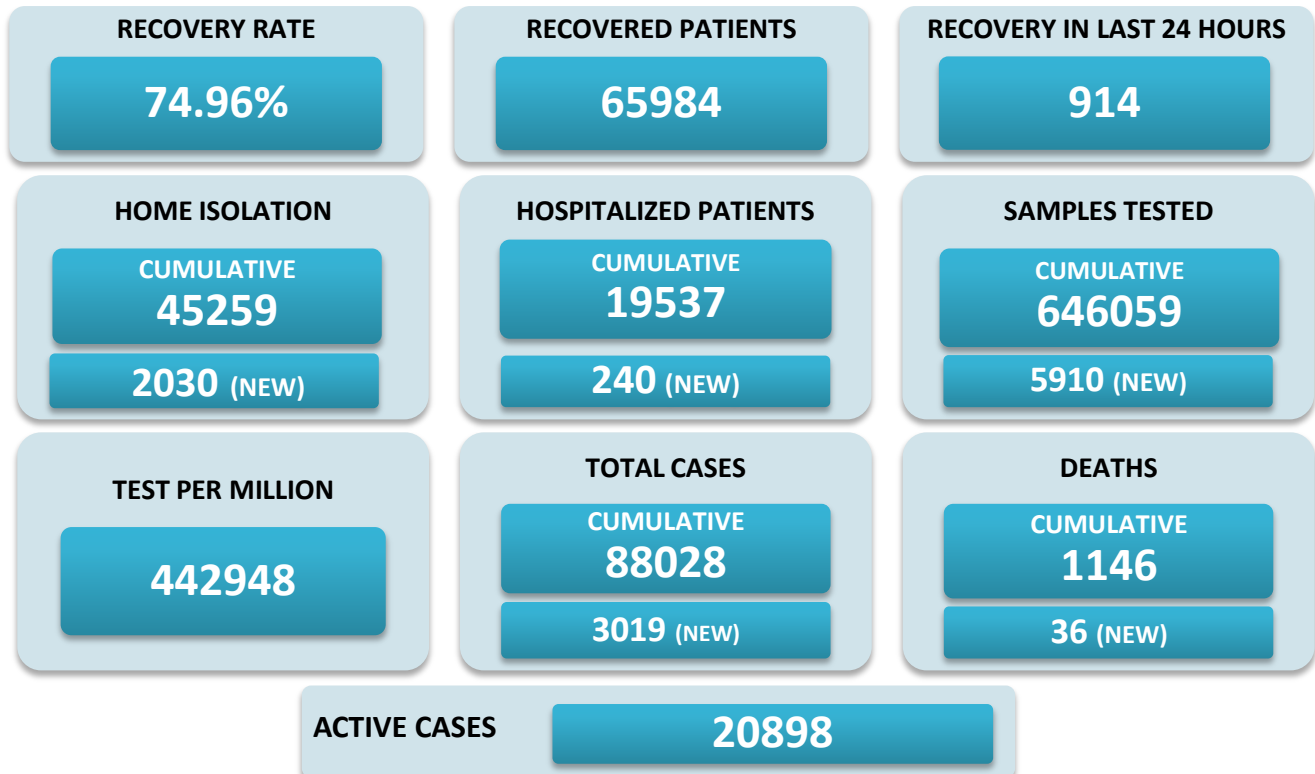 RECOVERY RATE
74.96%
RECOVERED PATIENTS
65984
RECOVERY IN LAST 24 HOURS
914
HOME ISOLATION
CUMULATIVE
45259
2030 (NEW)
HOSPITALIZED PATIENTS
CUMULATIVE
19537
240 (NEW)
SAMPLES TESTED
CUMULATIVE
646059
5910 (NEW)
TEST PER MILLION
442948
TOTAL CASES
CUMULATIVE
88028
3019 (NEW)
DEATHS
CUMULATIVE
1146
36 (NEW)
ACTIVE CASES
20898